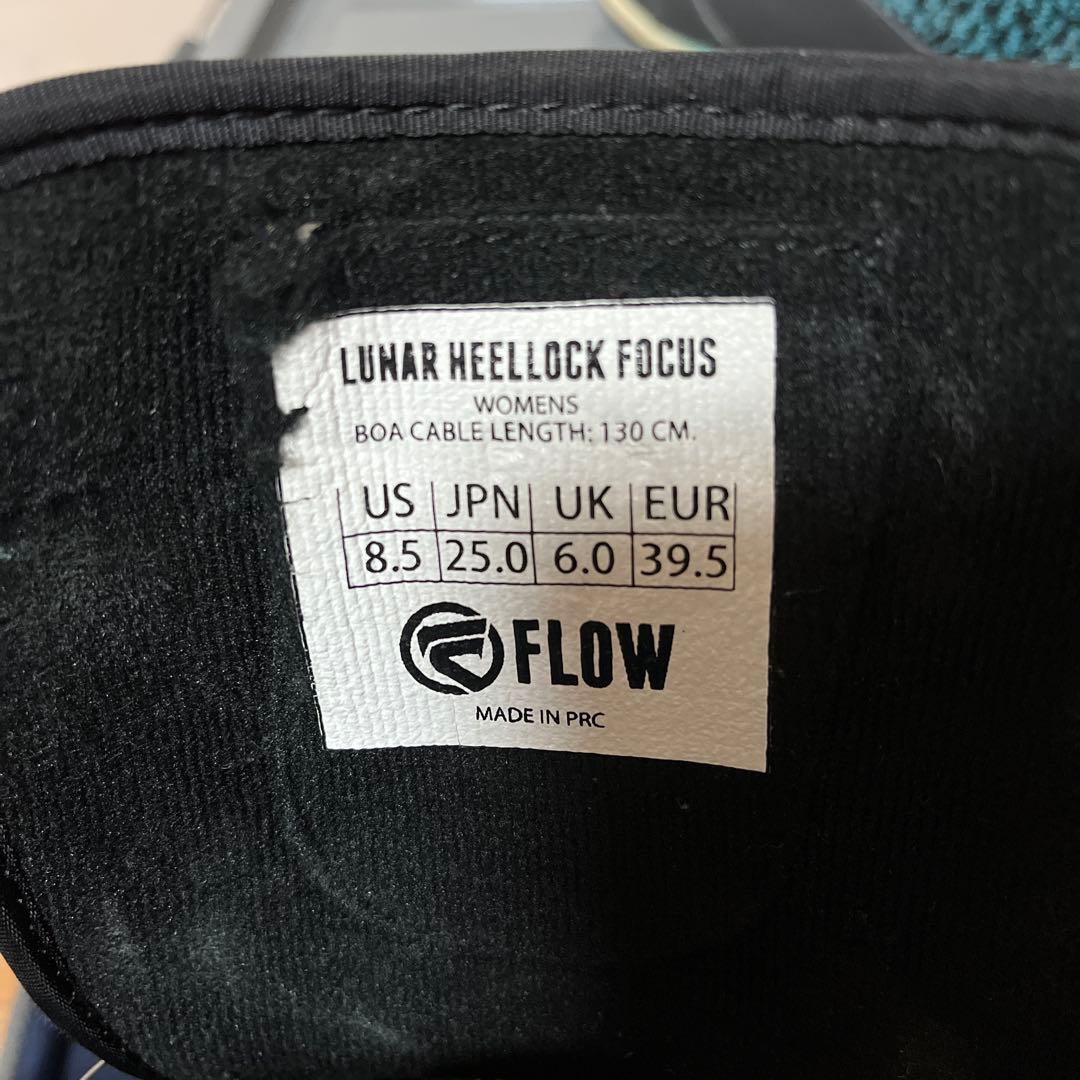 LUNAR HEELLOCK FOCUS
WOMENS
BOA CABLE LENGTH: 130 CM.
US JPN UK EUR
8.5 25.0 6.0 39.5
FLOW
MADE IN PRC